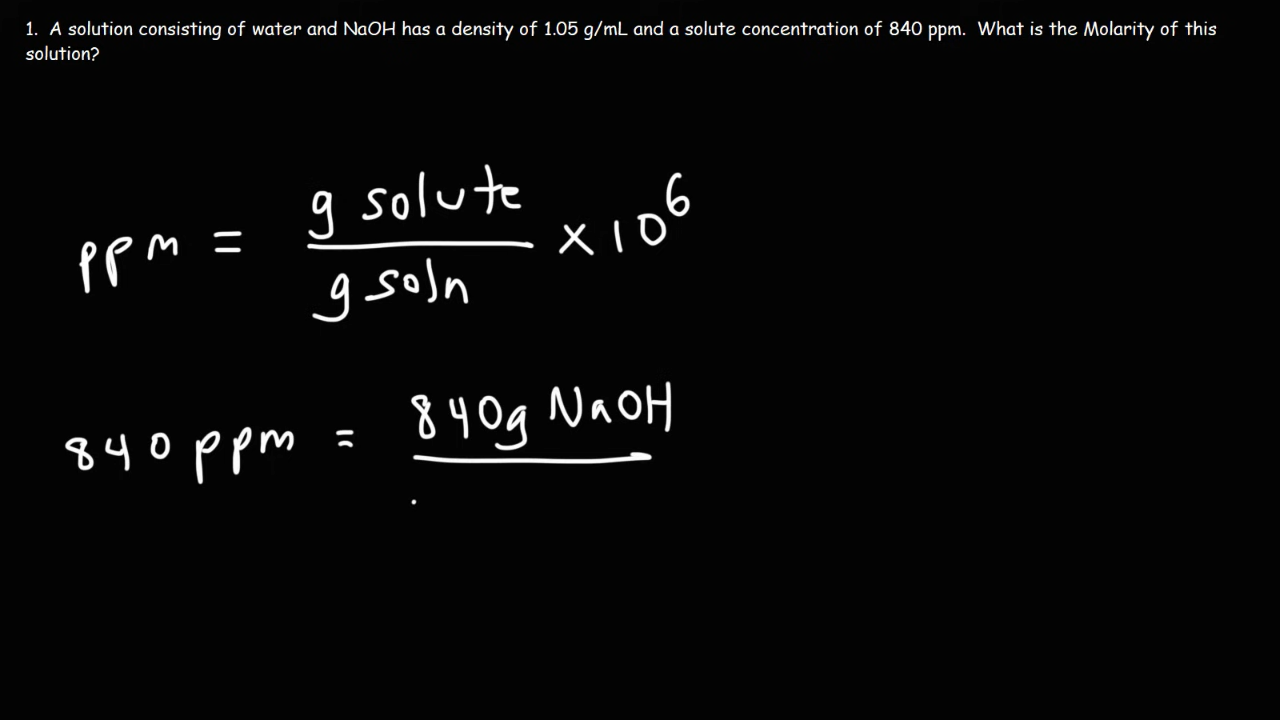 1. A solution consisting of water and NaOH has a density of 1.05 g/mL and a solute concentration of 840 ppm. What is the Molarity of this
solution?
ppm = g solute / g soln × 10^6
840 ppm = 840g NaOH